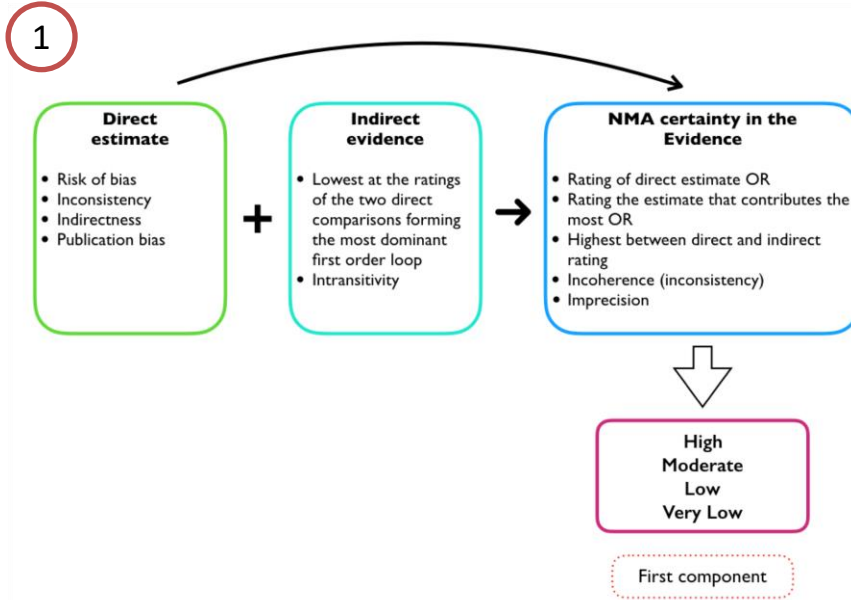 1
Direct
estimate
• Risk of bias
• Inconsistency
• Indirectness
• Publication bias
+
Indirect
evidence
• Lowest at the ratings
of the two direct
comparisons forming
the most dominant
first order loop
• Intransitivity
NMA certainty in the
Evidence
• Rating of direct estimate OR
• Rating the estimate that contributes the
most OR
• Highest between direct and indirect
rating
• Incoherence (inconsistency)
• Imprecision
High
Moderate
Low
Very Low
First component